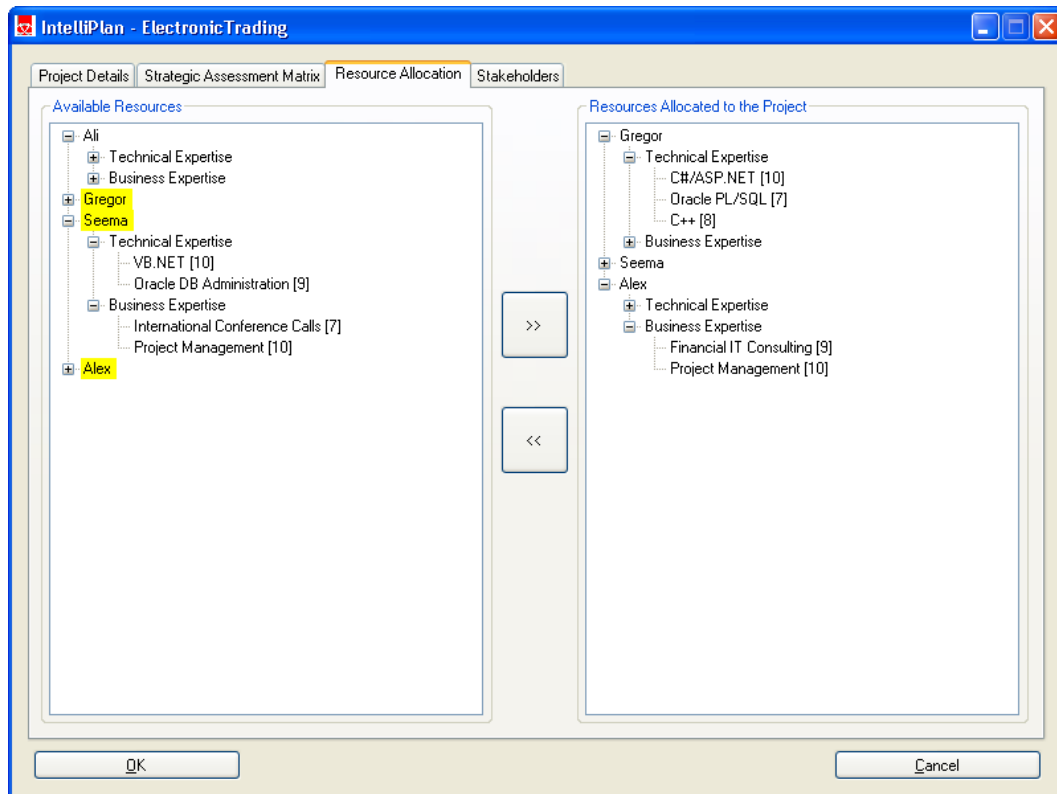 IntelliPlan - ElectronicTrading
Project Details Strategic Assessment Matrix Resource Allocation Stakeholders
Available Resources
Ali
Technical Expertise
Business Expertise
Gregor
Seema
Technical Expertise
VB.NET [10]
Oracle DB Administration [9]
Business Expertise
International Conference Calls [7]
Project Management [10]
Alex
>>
<<
Resources Allocated to the Project
Gregor
Technical Expertise
C#/ASP.NET [10]
Oracle PL/SQL [7]
C++ [8]
Business Expertise
Seema
Alex
Technical Expertise
Business Expertise
Financial IT Consulting [9]
Project Management [10]
OK
Cancel